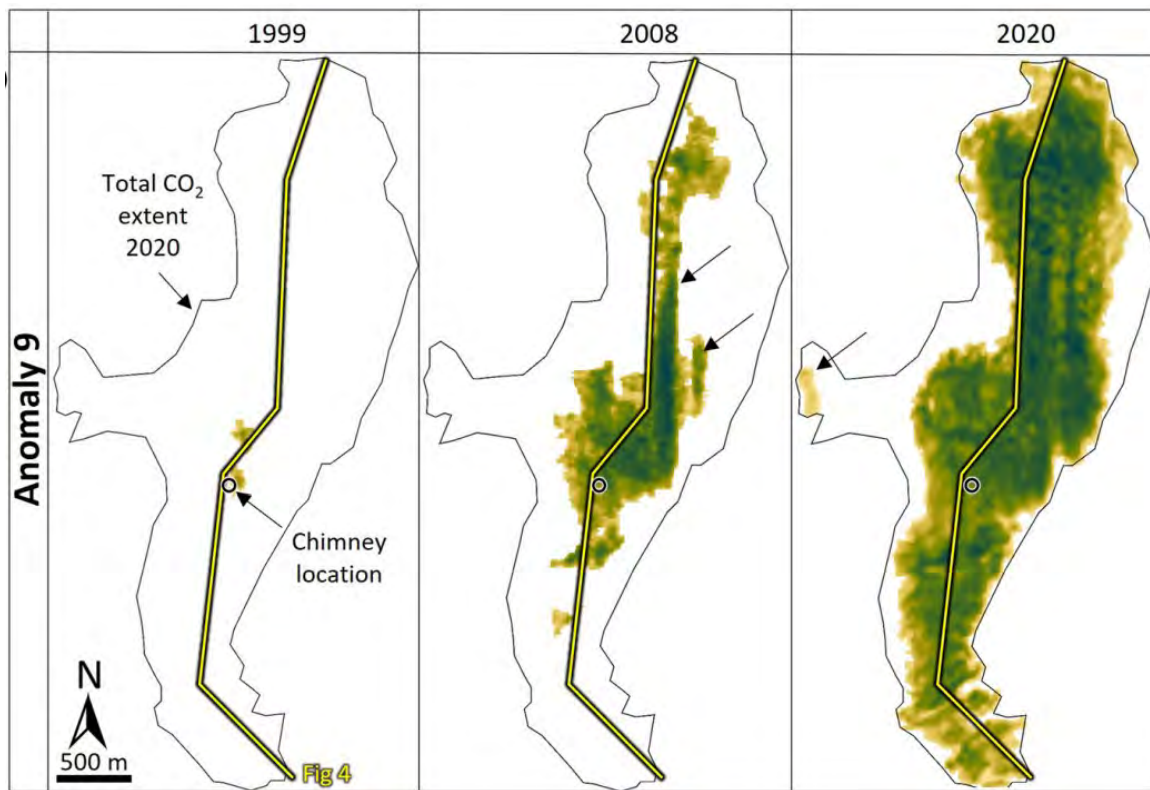 1999
2008
2020
Anomaly 9
Total CO₂
extent
2020
Chimney
location
N
500 m
Fig 4